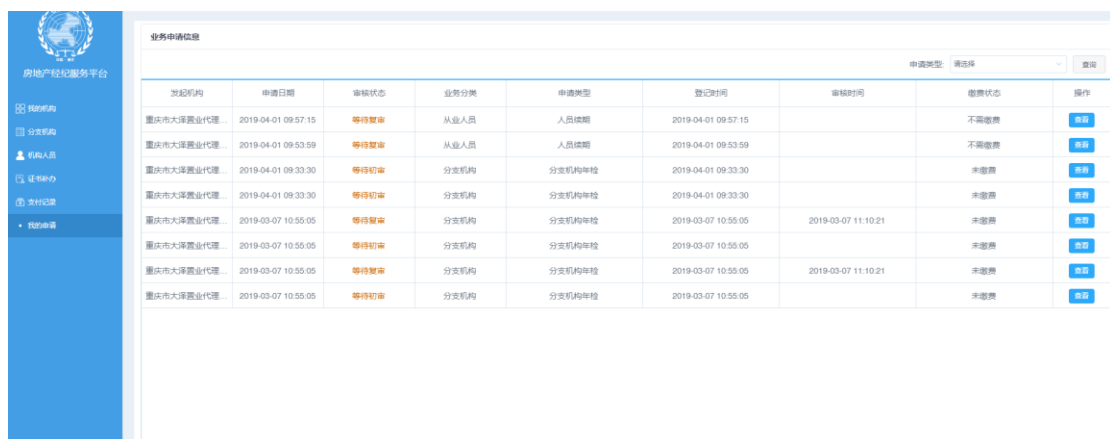 业务申请信息
房地产经纪服务平台
申请类型: 请选择 查询
发起机构 申请日期 审核状态 业务分类 申请类型 登记时间 审核时间 缴费状态 操作
我的机构
重庆市大泽置业代理... 2019-04-01 09:57:15 等待复审 从业人员 人员续期 2019-04-01 09:57:15 不需缴费 查看
分支机构
重庆市大泽置业代理... 2019-04-01 09:53:59 等待复审 从业人员 人员续期 2019-04-01 09:53:59 不需缴费 查看
机构人员
重庆市大泽置业代理... 2019-04-01 09:33:30 等待初审 分支机构 分支机构年检 2019-04-01 09:33:30 未缴费 查看
证书补办
重庆市大泽置业代理... 2019-04-01 09:33:30 等待初审 分支机构 分支机构年检 2019-04-01 09:33:30 未缴费 查看
支付记录
重庆市大泽置业代理... 2019-03-07 10:55:05 等待复审 分支机构 分支机构年检 2019-03-07 10:55:05 2019-03-07 11:10:21 未缴费 查看
我的申请
重庆市大泽置业代理... 2019-03-07 10:55:05 等待初审 分支机构 分支机构年检 2019-03-07 10:55:05 未缴费 查看
重庆市大泽置业代理... 2019-03-07 10:55:05 等待复审 分支机构 分支机构年检 2019-03-07 10:55:05 2019-03-07 11:10:21 未缴费 查看
重庆市大泽置业代理... 2019-03-07 10:55:05 等待初审 分支机构 分支机构年检 2019-03-07 10:55:05 未缴费 查看